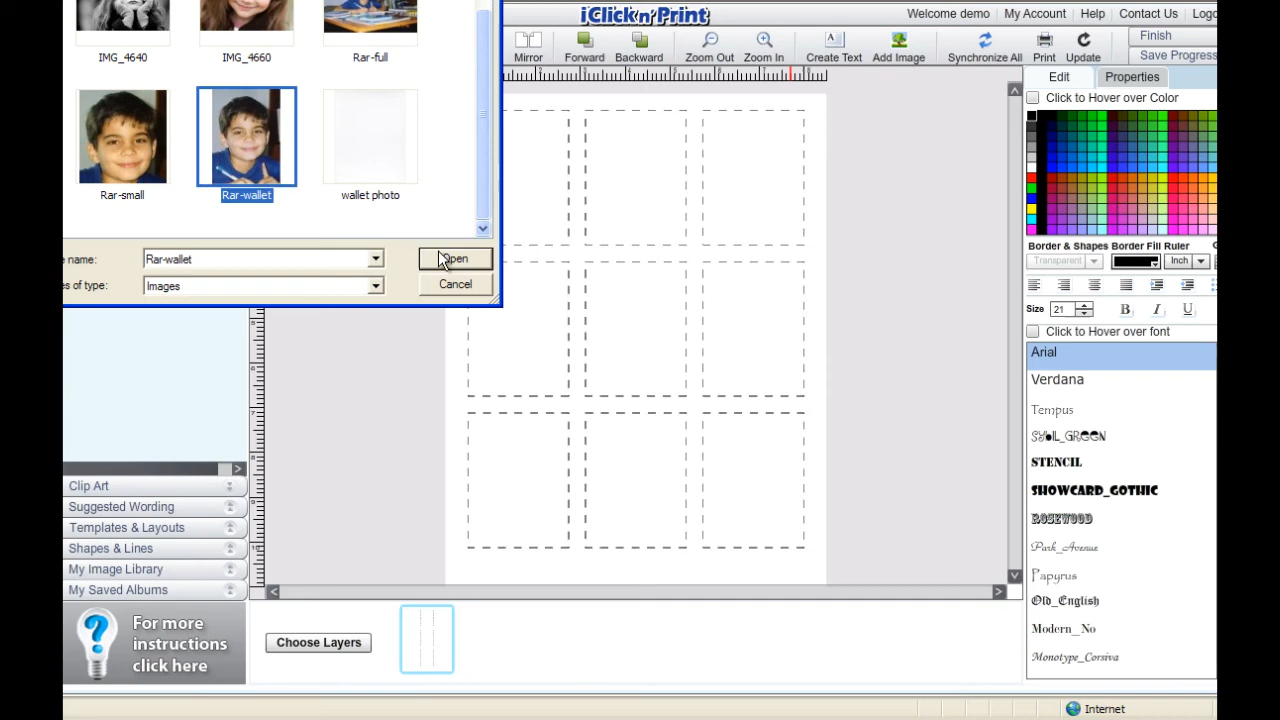 iClick n' Print
Welcome demo My Account Help Contact Us
Mirror Forward Backward Zoom Out Zoom In Create Text Add Image Synchronize All Print Update
Finish
Save Progress
IMG_4640 IMG_4660 Rar-full
Rar-small Rar-wallet wallet photo
name: Rar-wallet Open
of type: Images Cancel
Edit Properties
Click to Hover over Color
Border & Shapes Border Fill Ruler
Transparent Inch
Size 21 B I U
Click to Hover over font
Arial
Verdana
Tempus
SYBIL_GREEN
STENCIL
SHOWCARD_GOTHIC
ROSEWOOD
Park_Avenue
Papyrus
Old_English
Modern_No
Monotype_Corsiva
Clip Art
Suggested Wording
Templates & Layouts
Shapes & Lines
My Image Library
My Saved Albums
For more
instructions
click here
Choose Layers
Internet